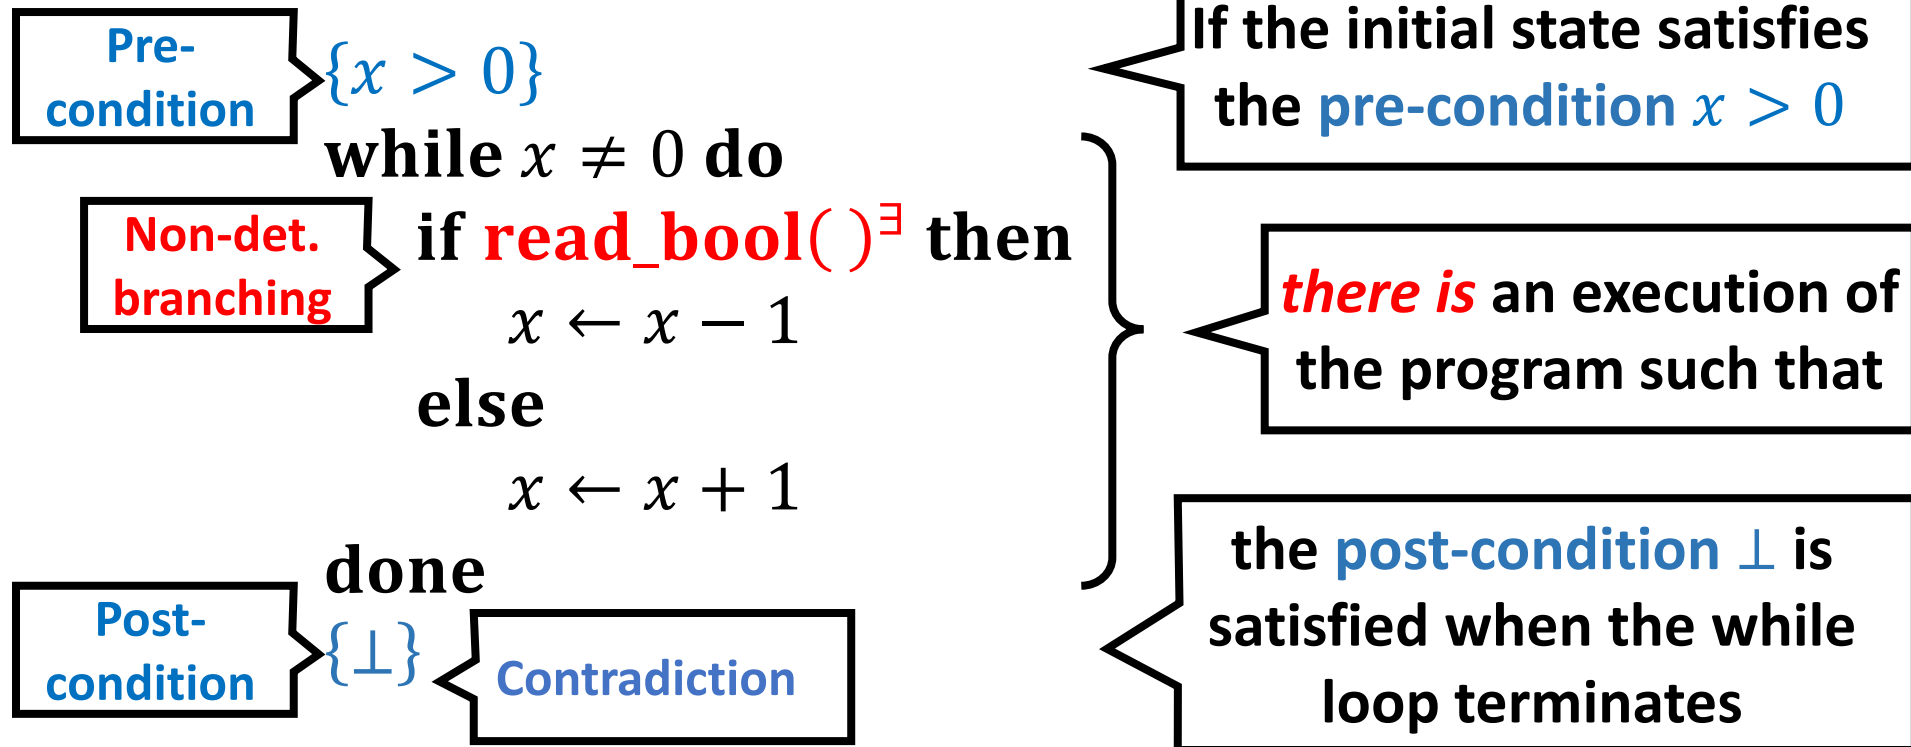 Pre-
condition
{x > 0}
while x ≠ 0 do
Non-det.
branching
if read_bool( )^∃ then
x ← x − 1
else
x ← x + 1
done
Post-
condition
{⊥}
Contradiction
If the initial state satisfies
the pre-condition x > 0
there is an execution of
the program such that
the post-condition ⊥ is
satisfied when the while
loop terminates